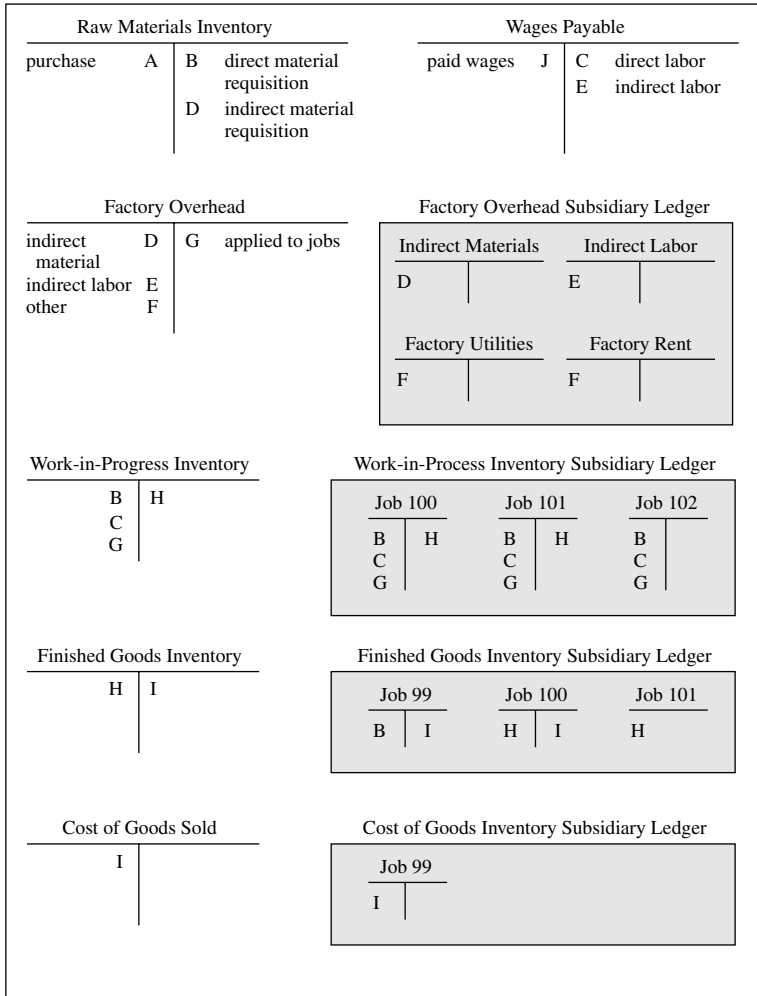 Raw Materials Inventory
Wages Payable
purchase A B direct material
requisition
D indirect material
requisition
paid wages J C direct labor
E indirect labor
Factory Overhead
indirect D G applied to jobs
material
indirect labor E
other F
Factory Overhead Subsidiary Ledger
Indirect Materials Indirect Labor
D E
Factory Utilities Factory Rent
F F
Work-in-Progress Inventory
B H
C
G
Work-in-Process Inventory Subsidiary Ledger
Job 100 Job 101 Job 102
B H B H B
C C C
G G G
Finished Goods Inventory
H I
Finished Goods Inventory Subsidiary Ledger
Job 99 Job 100 Job 101
B I H I H
Cost of Goods Sold
I
Cost of Goods Inventory Subsidiary Ledger
Job 99
I